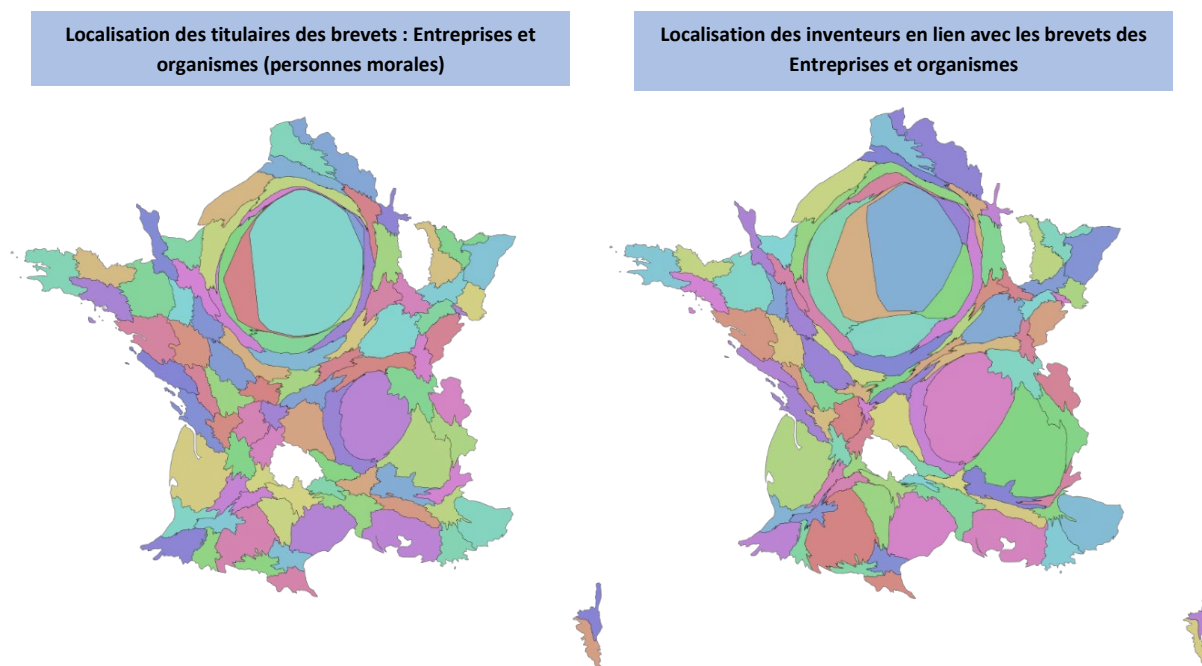 Localisation des titulaires des brevets : Entreprises et
organismes (personnes morales)
Localisation des inventeurs en lien avec les brevets des
Entreprises et organismes